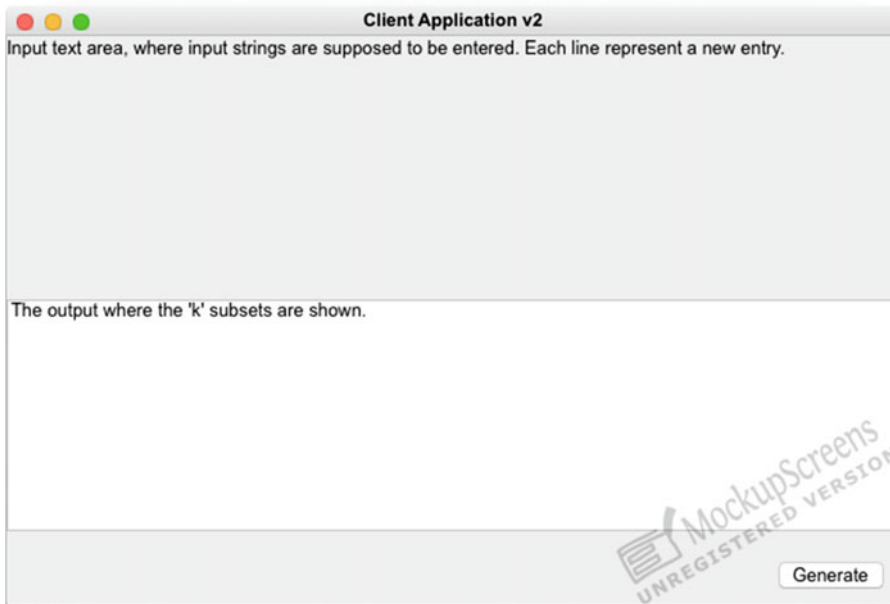 Client Application v2
Input text area, where input strings are supposed to be entered. Each line represent a new entry.
The output where the 'k' subsets are shown.
MockupScreens
UNREGISTERED VERSION
Generate